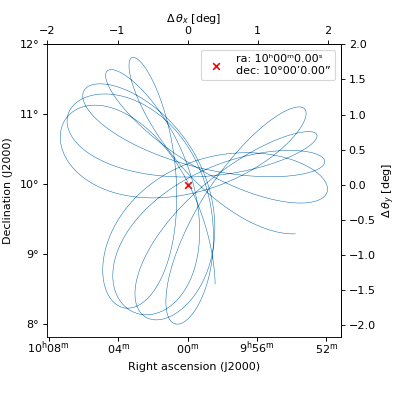 Δ θx [deg]
−2 −1 0 1 2
12° 2.0
ra: 10ʰ00ᵐ0.00ˢ
dec: 10°00′0.00″
1.5
11° 1.0
0.5
10° 0.0
−0.5
9° −1.0
−1.5
8° −2.0
Declination (J2000)
Δ θy [deg]
10ʰ08ᵐ 04ᵐ 00ᵐ 9ʰ56ᵐ 52ᵐ
Right ascension (J2000)